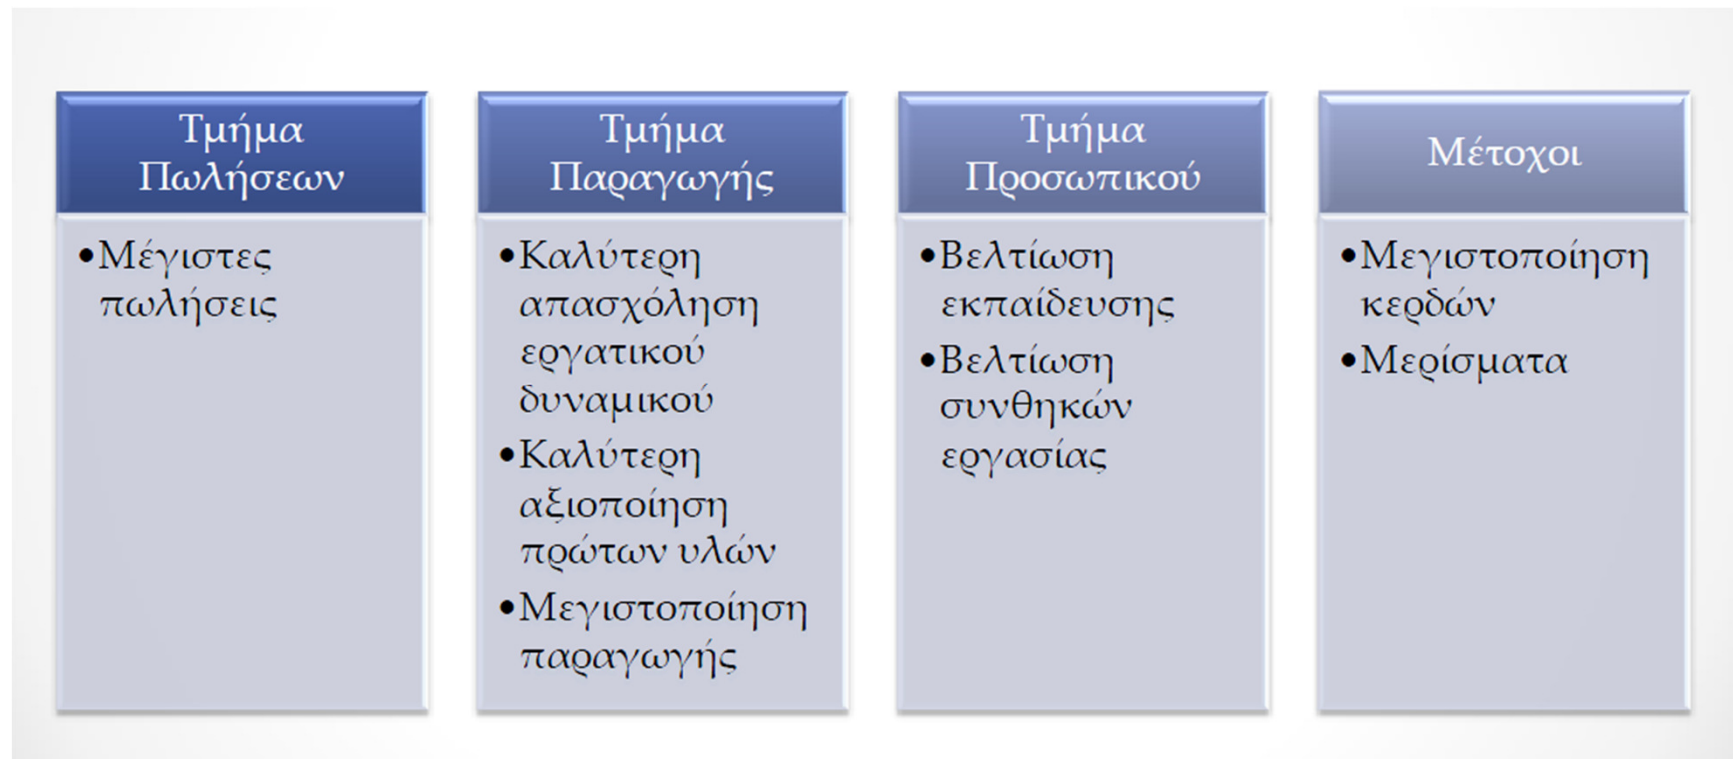 Τμήμα
Πωλήσεων
•Μέγιστες
πωλήσεις
Τμήμα
Παραγωγής
•Καλύτερη
απασχόληση
εργατικού
δυναμικού
•Καλύτερη
αξιοποίηση
πρώτων υλών
•Μεγιστοποίηση
παραγωγής
Τμήμα
Προσωπικού
•Βελτίωση
εκπαίδευσης
•Βελτίωση
συνθηκών
εργασίας
Μέτοχοι
•Μεγιστοποίηση
κερδών
•Μερίσματα